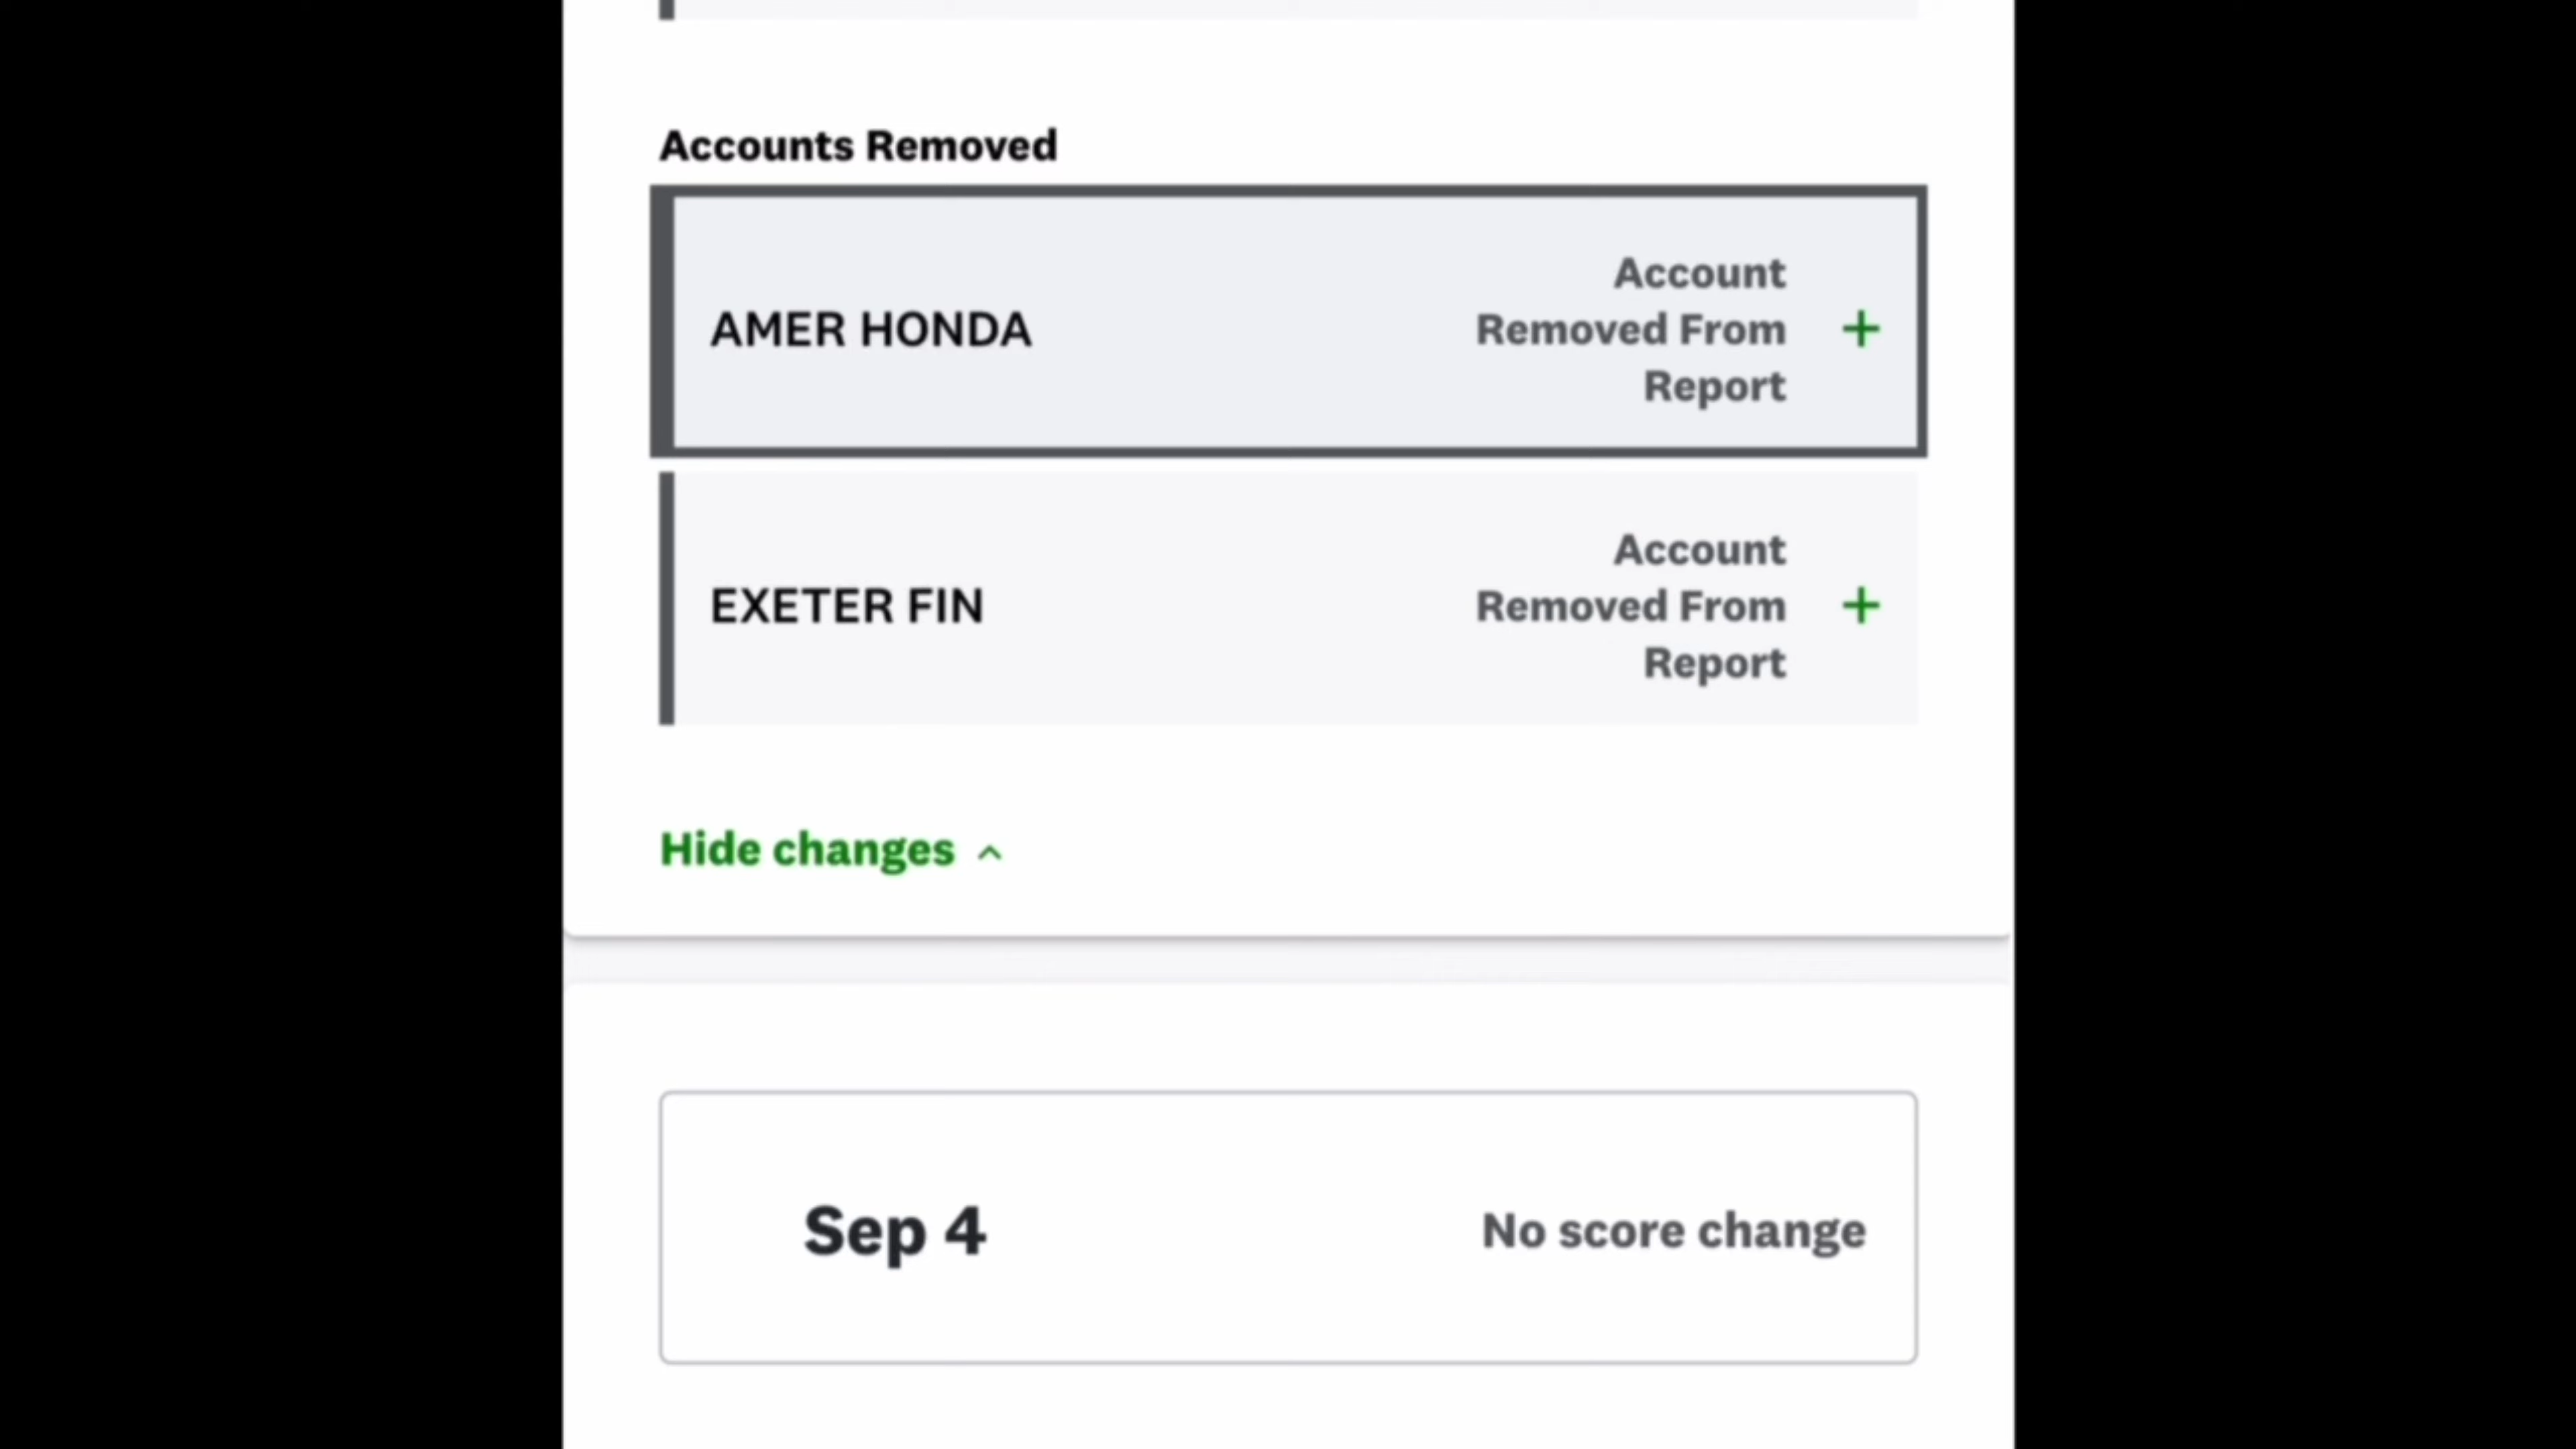 Accounts Removed
AMER HONDA
Account
Removed From
Report
+
EXETER FIN
Account
Removed From
Report
+
Hide changes
Sep 4
No score change